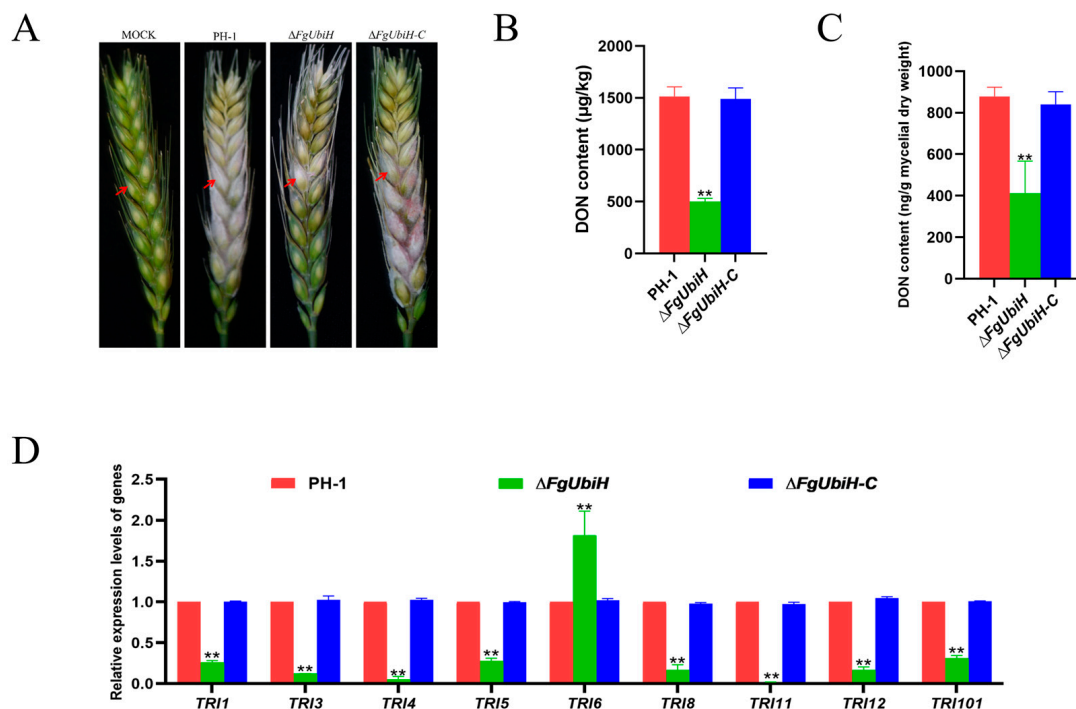 A
MOCK
PH-1
ΔFgUbiH
ΔFgUbiH-C
B
DON content (μg/kg)
2000
1500
1000
500
0
**
PH-1
ΔFgUbiH
ΔFgUbiH-C
C
DON content (ng/g mycelial dry weight)
1000
800
600
400
200
0
**
PH-1
ΔFgUbiH
ΔFgUbiH-C
D
Relative expression levels of genes
2.5
2.0
1.5
1.0
0.5
0.0
PH-1
ΔFgUbiH
ΔFgUbiH-C
** ** ** ** ** ** ** ** **
TRI1 TRI3 TRI4 TRI5 TRI6 TRI8 TRI11 TRI12 TRI101